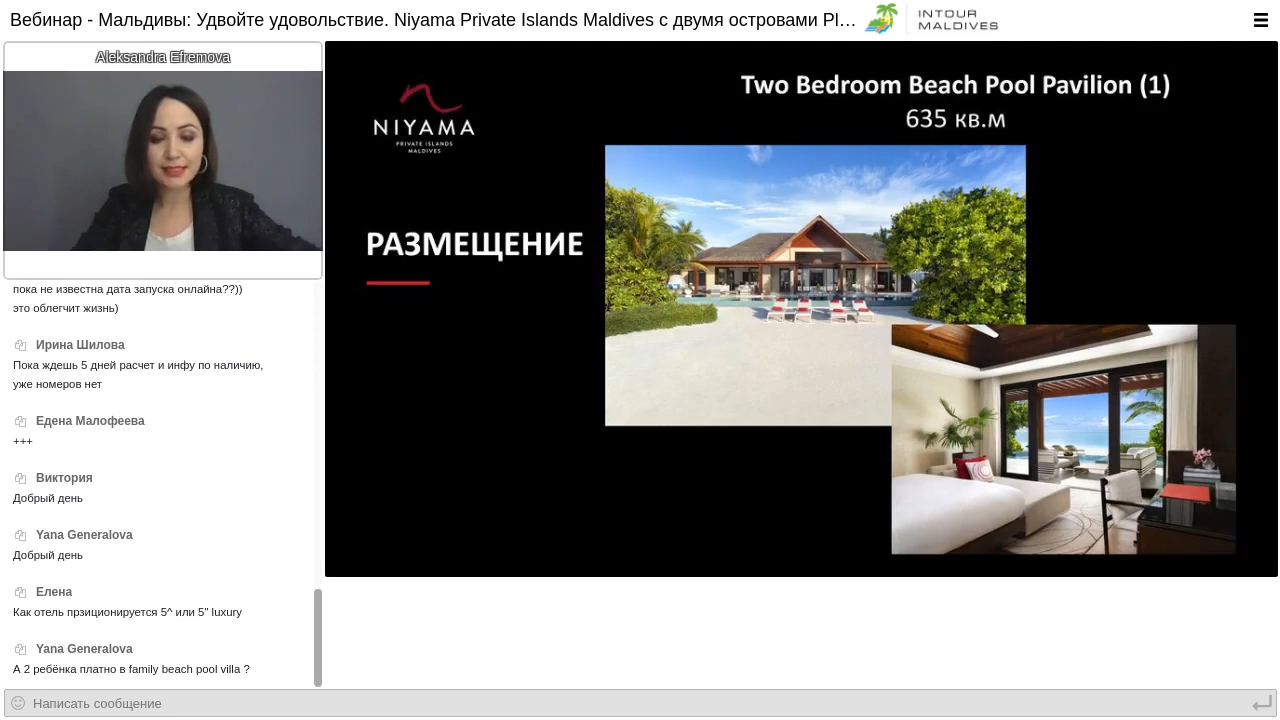 Вебинар - Мальдивы: Удвойте удовольствие. Niyama Private Islands Maldives с двумя островами Pl…
INTOUR
MALDIVES
Aleksandra Efremova
пока не известна дата запуска онлайна??))
это облегчит жизнь)
Ирина Шилова
Пока ждешь 5 дней расчет и инфу по наличию,
уже номеров нет
Едена Малофеева
+++
Виктория
Добрый день
Yana Generalova
Добрый день
Елена
Как отель прзиционируется 5^ или 5" luxury
Yana Generalova
А 2 ребёнка платно в family beach pool villa ?
Написать сообщение
NIYAMA
PRIVATE ISLANDS
MALDIVES
Two Bedroom Beach Pool Pavilion (1)
635 кв.м
РАЗМЕЩЕНИЕ